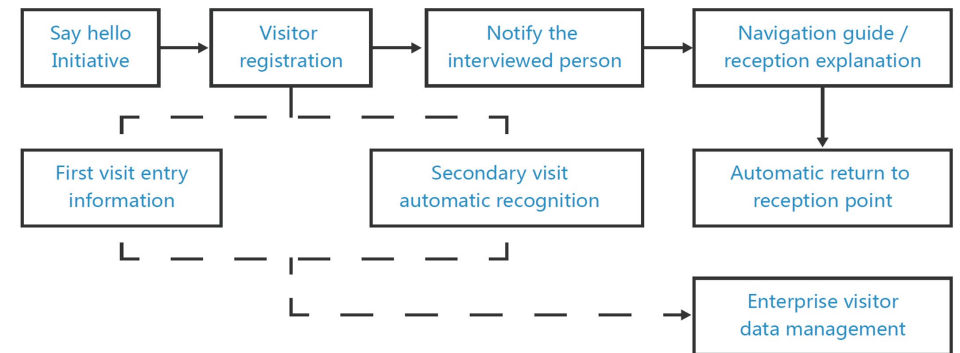 Say hello
Initiative
Visitor
registration
Notify the
interviewed person
Navigation guide /
reception explanation
First visit entry
information
Secondary visit
automatic recognition
Automatic return to
reception point
Enterprise visitor
data management